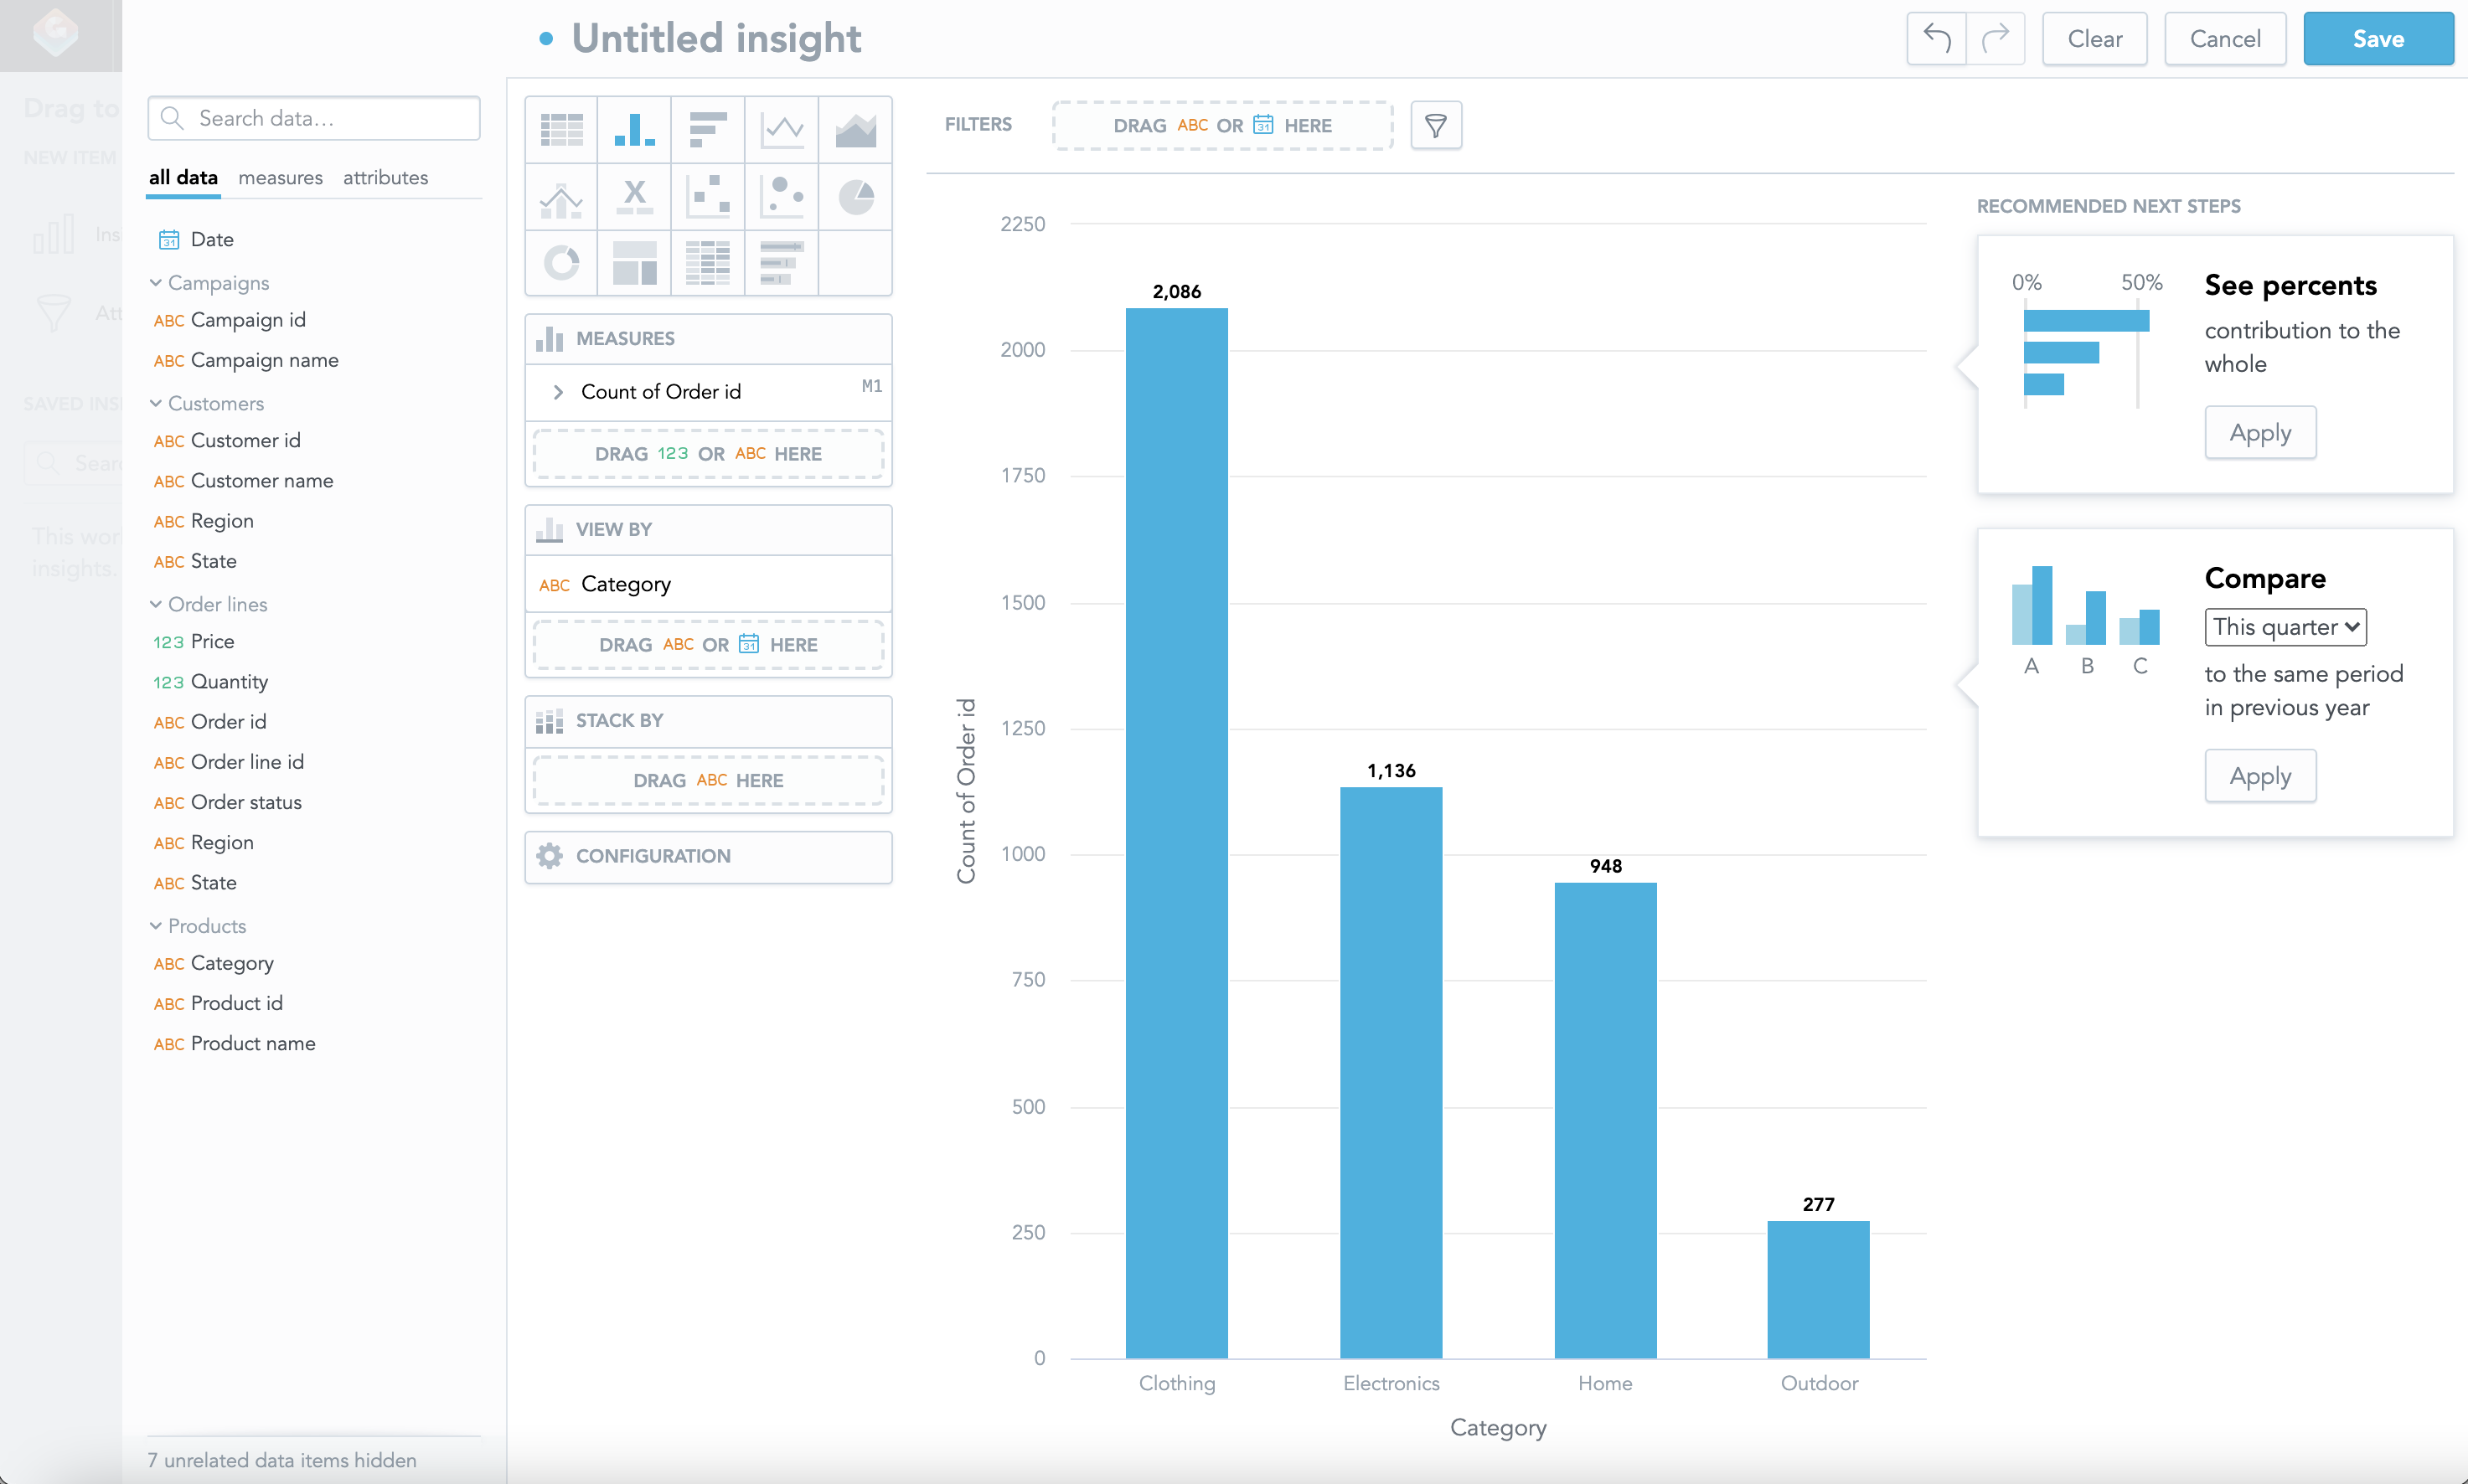 Untitled insight
Clear
Cancel
Save
Drag to
NEW ITEM
Ins
Att
SAVED INSI
Sear
This wor
insights.
Search data...
all data
measures
attributes
31 Date
Campaigns
ABC Campaign id
ABC Campaign name
Customers
ABC Customer id
ABC Customer name
ABC Region
ABC State
Order lines
123 Price
123 Quantity
ABC Order id
ABC Order line id
ABC Order status
ABC Region
ABC State
Products
ABC Category
ABC Product id
ABC Product name
7 unrelated data items hidden
X
MEASURES
Count of Order id
M1
DRAG 123 OR ABC HERE
VIEW BY
ABC Category
DRAG ABC OR 31 HERE
STACK BY
DRAG ABC HERE
CONFIGURATION
FILTERS
DRAG ABC OR 31 HERE
2250
2000
1750
1500
1250
1000
750
500
250
0
Count of Order id
2,086
1,136
948
277
Clothing
Electronics
Home
Outdoor
Category
RECOMMENDED NEXT STEPS
0%
50%
See percents
contribution to the
whole
Apply
A
B
C
Compare
This quarter
to the same period
in previous year
Apply